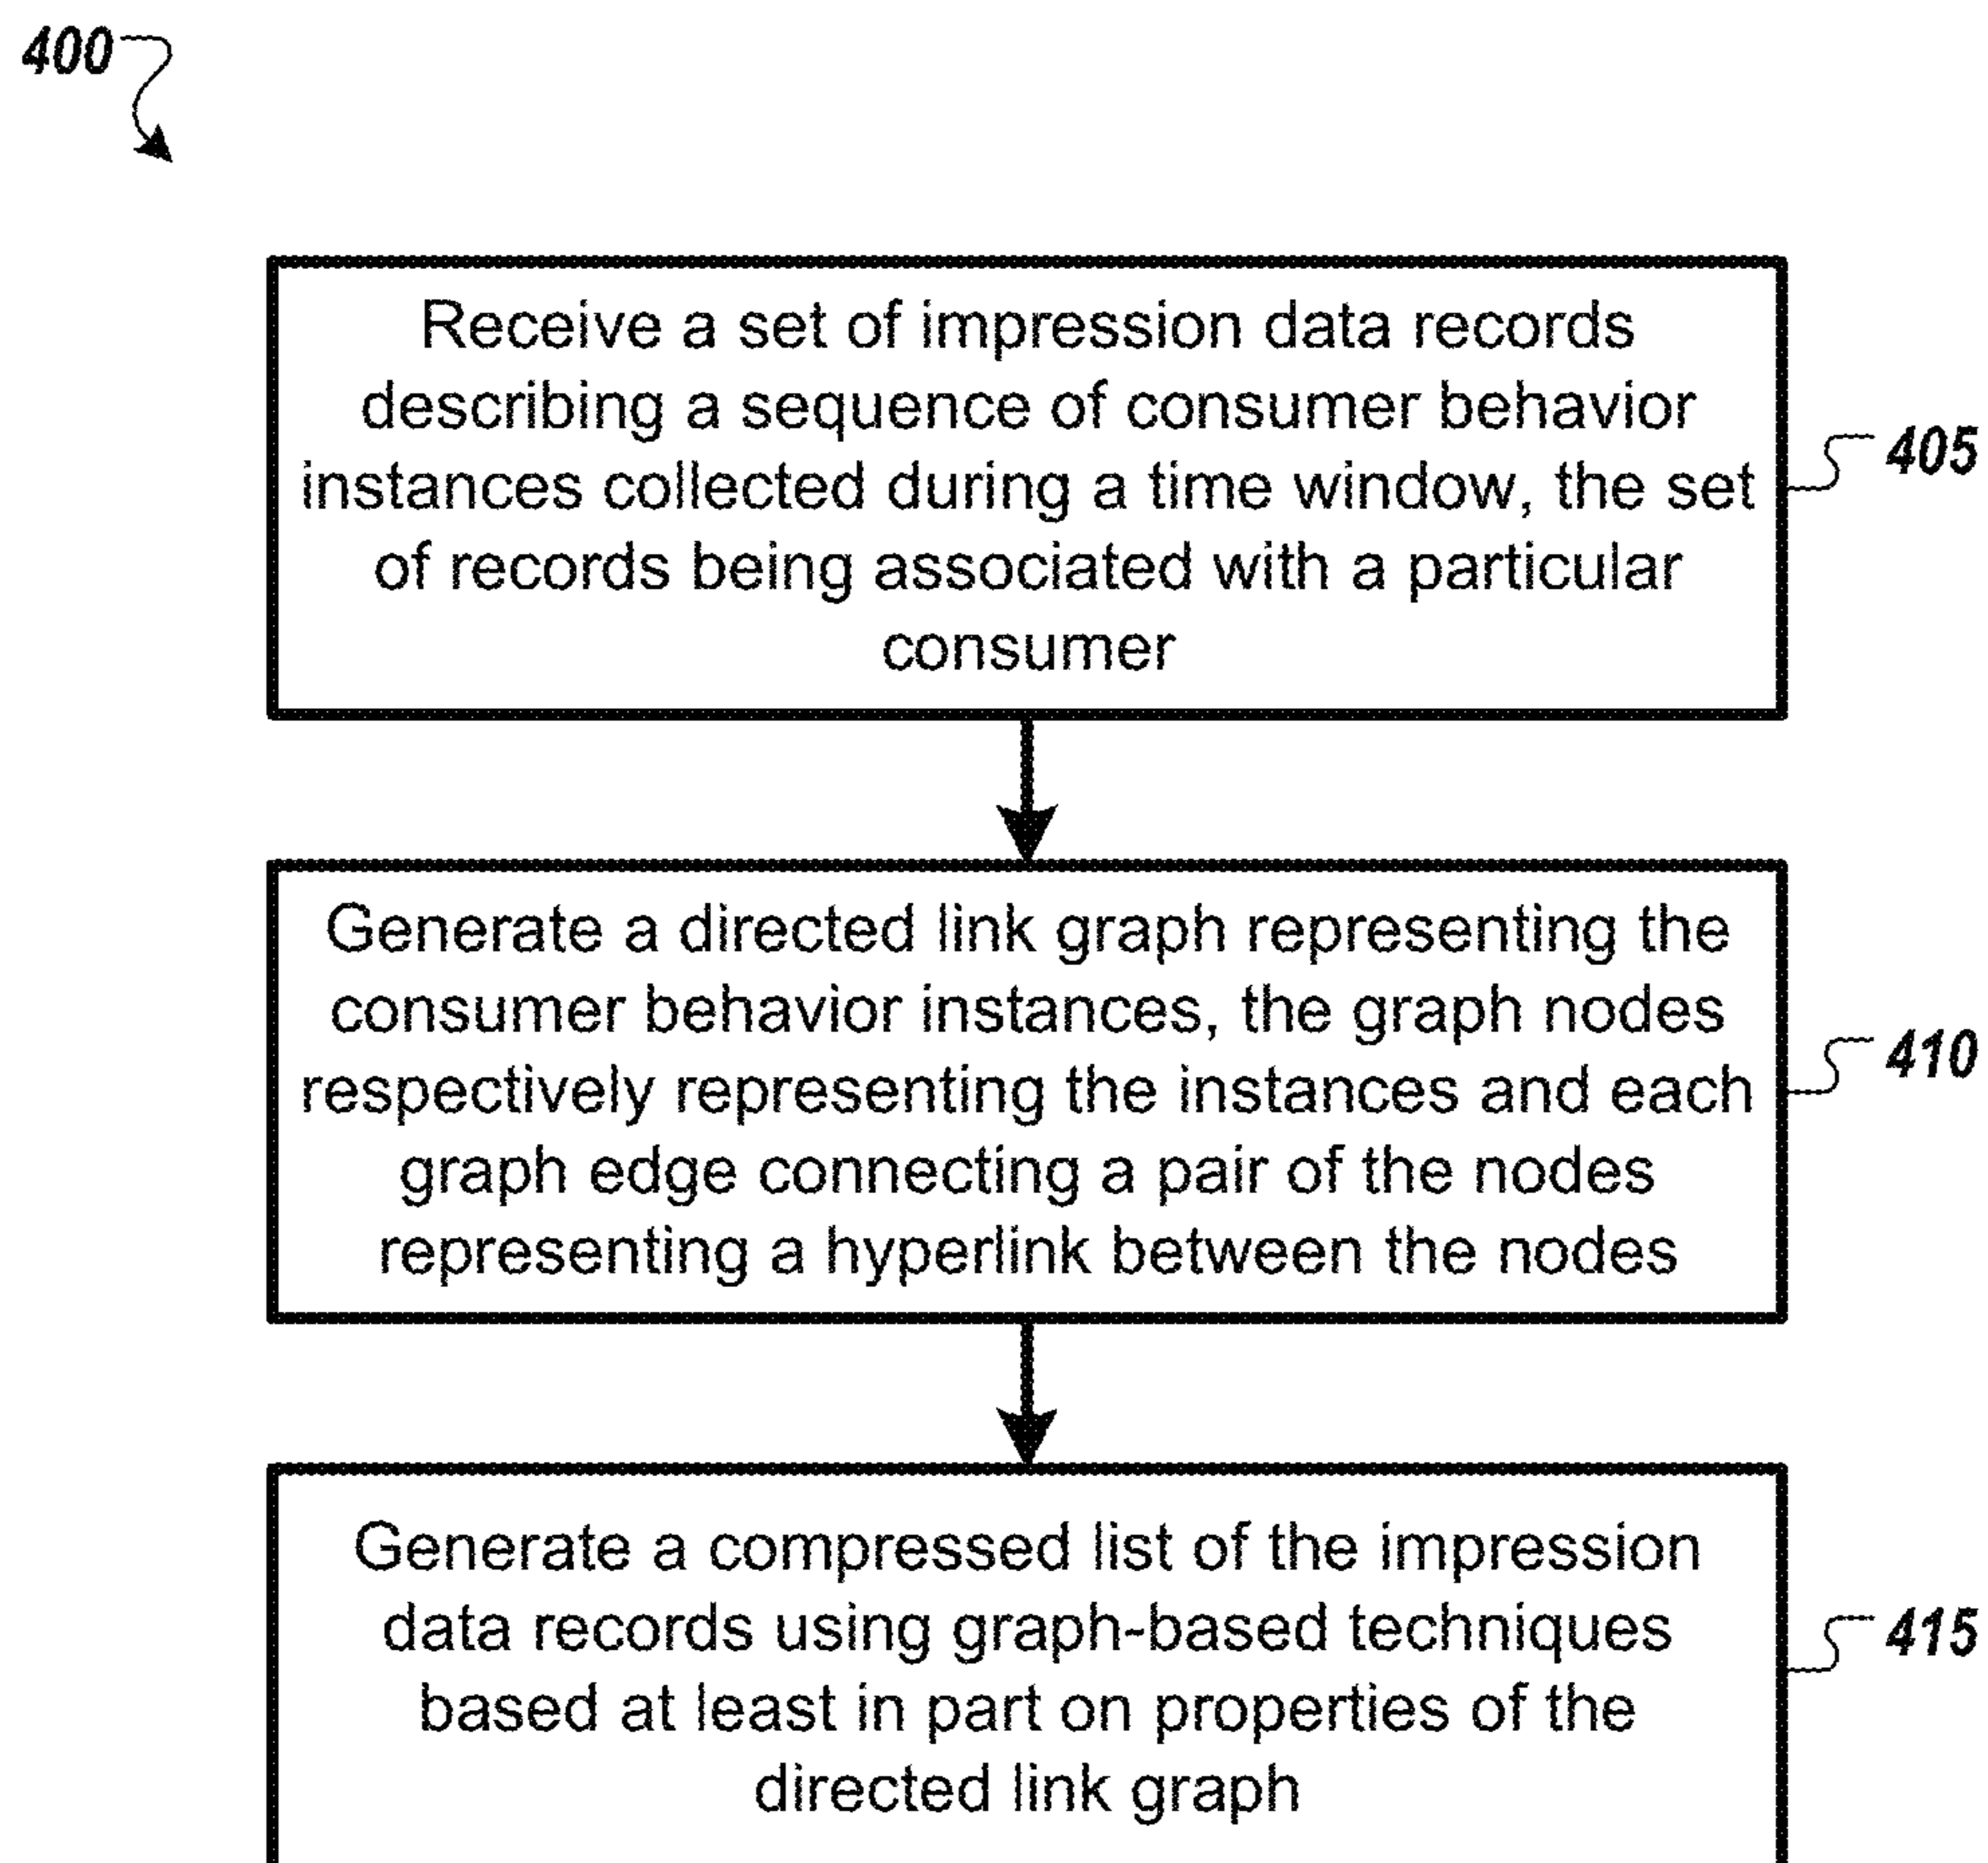 400
Receive a set of impression data records
describing a sequence of consumer behavior
instances collected during a time window, the set
of records being associated with a particular
consumer
405
Generate a directed link graph representing the
consumer behavior instances, the graph nodes
respectively representing the instances and each
graph edge connecting a pair of the nodes
representing a hyperlink between the nodes
410
Generate a compressed list of the impression
data records using graph-based techniques
based at least in part on properties of the
directed link graph
415